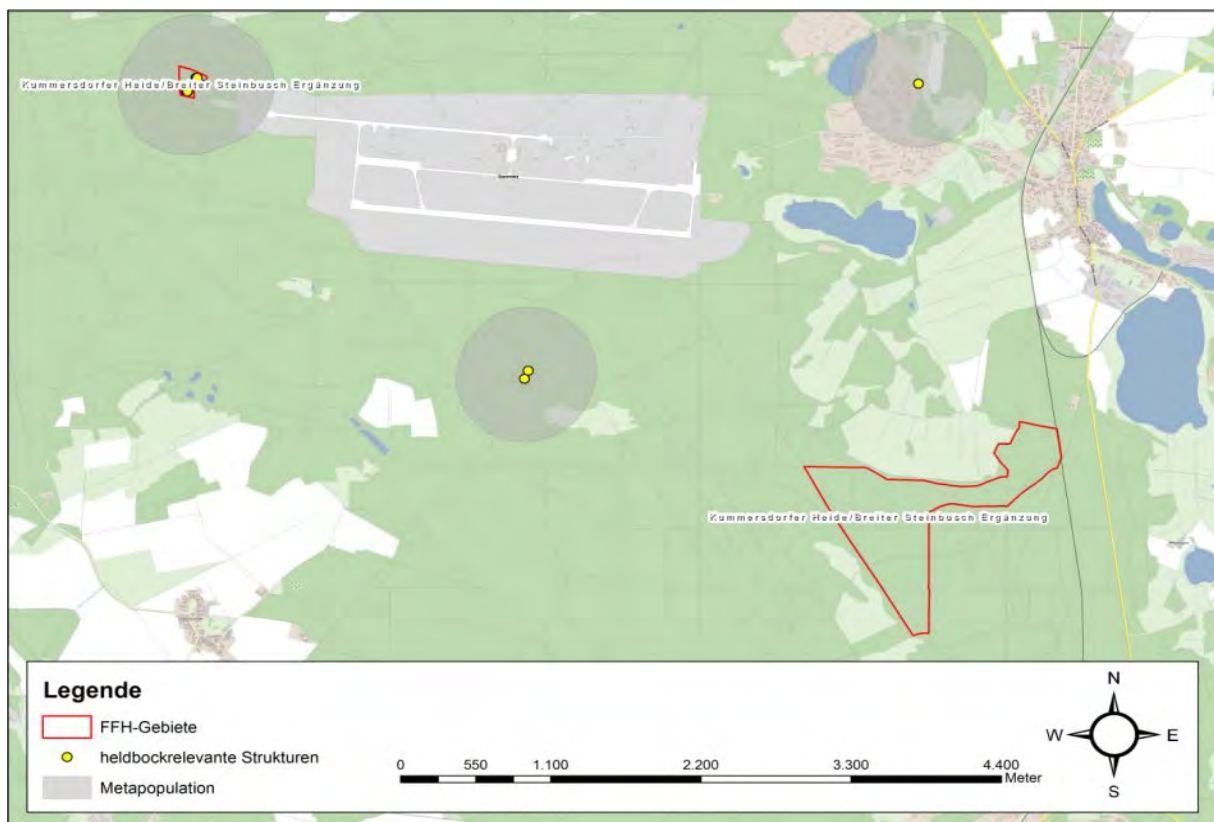 Kummersdorfer Heide/Breiter Steinbusch Ergänzung
Kummersdorfer Heide/Breiter Steinbusch Ergänzung
Legende
FFH-Gebiete
heldbockrelevante Strukturen
Metapopulation
0 550 1.100 2.200 3.300 4.400
Meter
N
W E
S